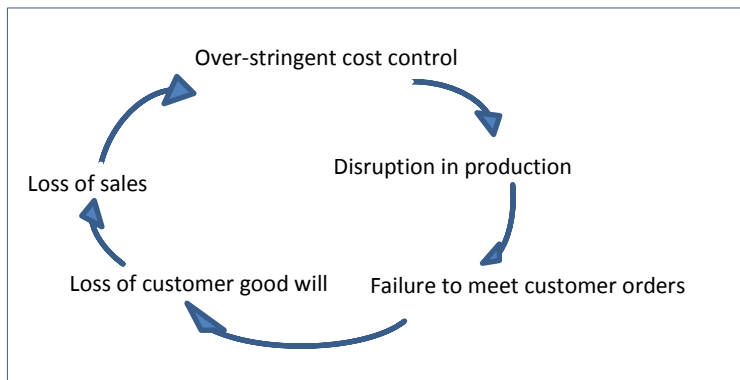 Over-stringent cost control
Disruption in production
Failure to meet customer orders
Loss of customer good will
Loss of sales